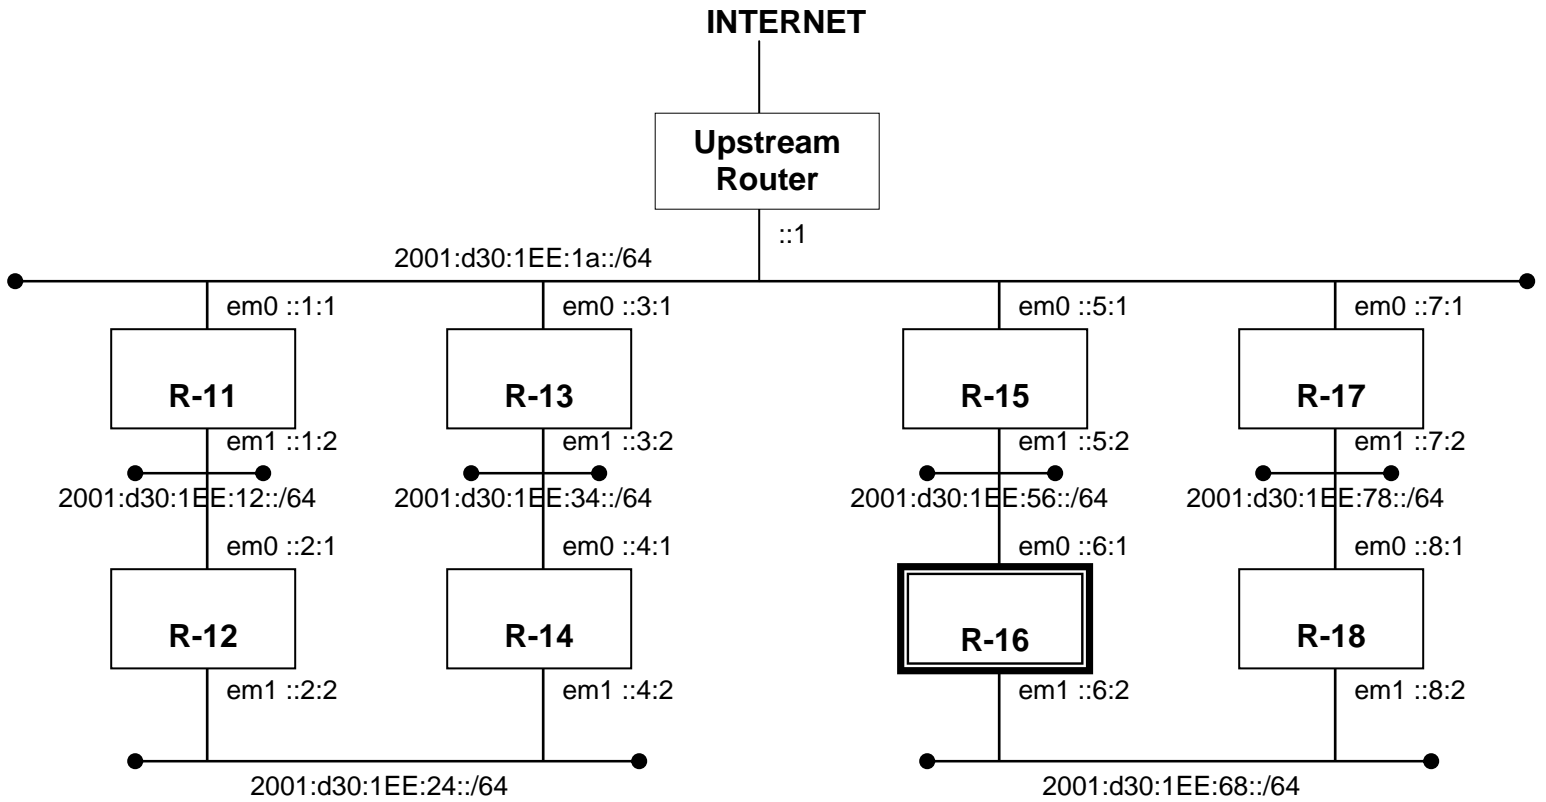 INTERNET
Upstream
Router
::1
2001:d30:1EE:1a::/64
em0 ::1:1
em0 ::3:1
em0 ::5:1
em0 ::7:1
R-11
R-13
R-15
R-17
em1 ::1:2
em1 ::3:2
em1 ::5:2
em1 ::7:2
2001:d30:1EE:12::/64
2001:d30:1EE:34::/64
2001:d30:1EE:56::/64
2001:d30:1EE:78::/64
em0 ::2:1
em0 ::4:1
em0 ::6:1
em0 ::8:1
R-12
R-14
R-16
R-18
em1 ::2:2
em1 ::4:2
em1 ::6:2
em1 ::8:2
2001:d30:1EE:24::/64
2001:d30:1EE:68::/64